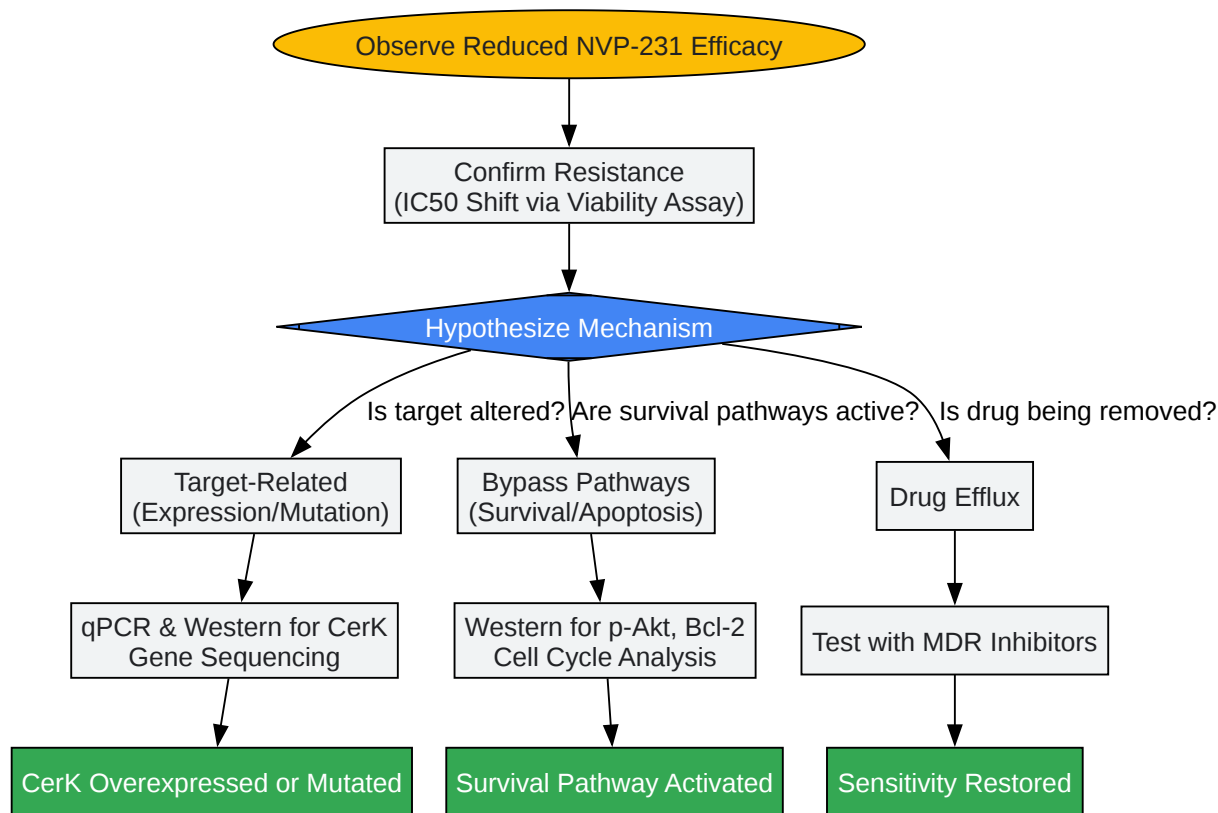 Observe Reduced NVP-231 Efficacy
Confirm Resistance
(IC50 Shift via Viability Assay)
Hypothesize Mechanism
Is target altered?
Are survival pathways active?
Is drug being removed?
Target-Related
(Expression/Mutation)
Bypass Pathways
(Survival/Apoptosis)
Drug Efflux
qPCR & Western for CerK
Gene Sequencing
Western for p-Akt, Bcl-2
Cell Cycle Analysis
Test with MDR Inhibitors
CerK Overexpressed or Mutated
Survival Pathway Activated
Sensitivity Restored